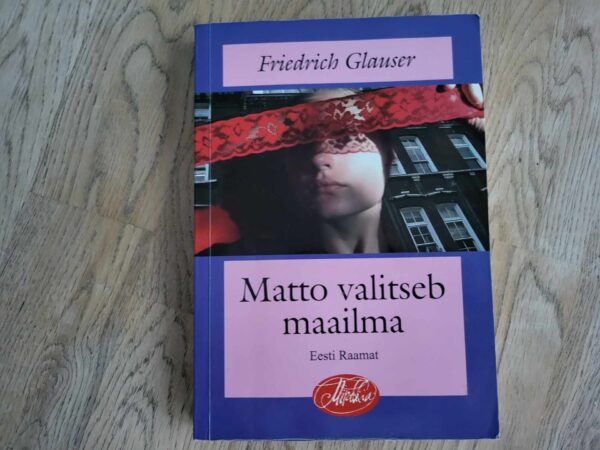 Friedrich Glauser
Matto valitseb
maailma
Eesti Raamat